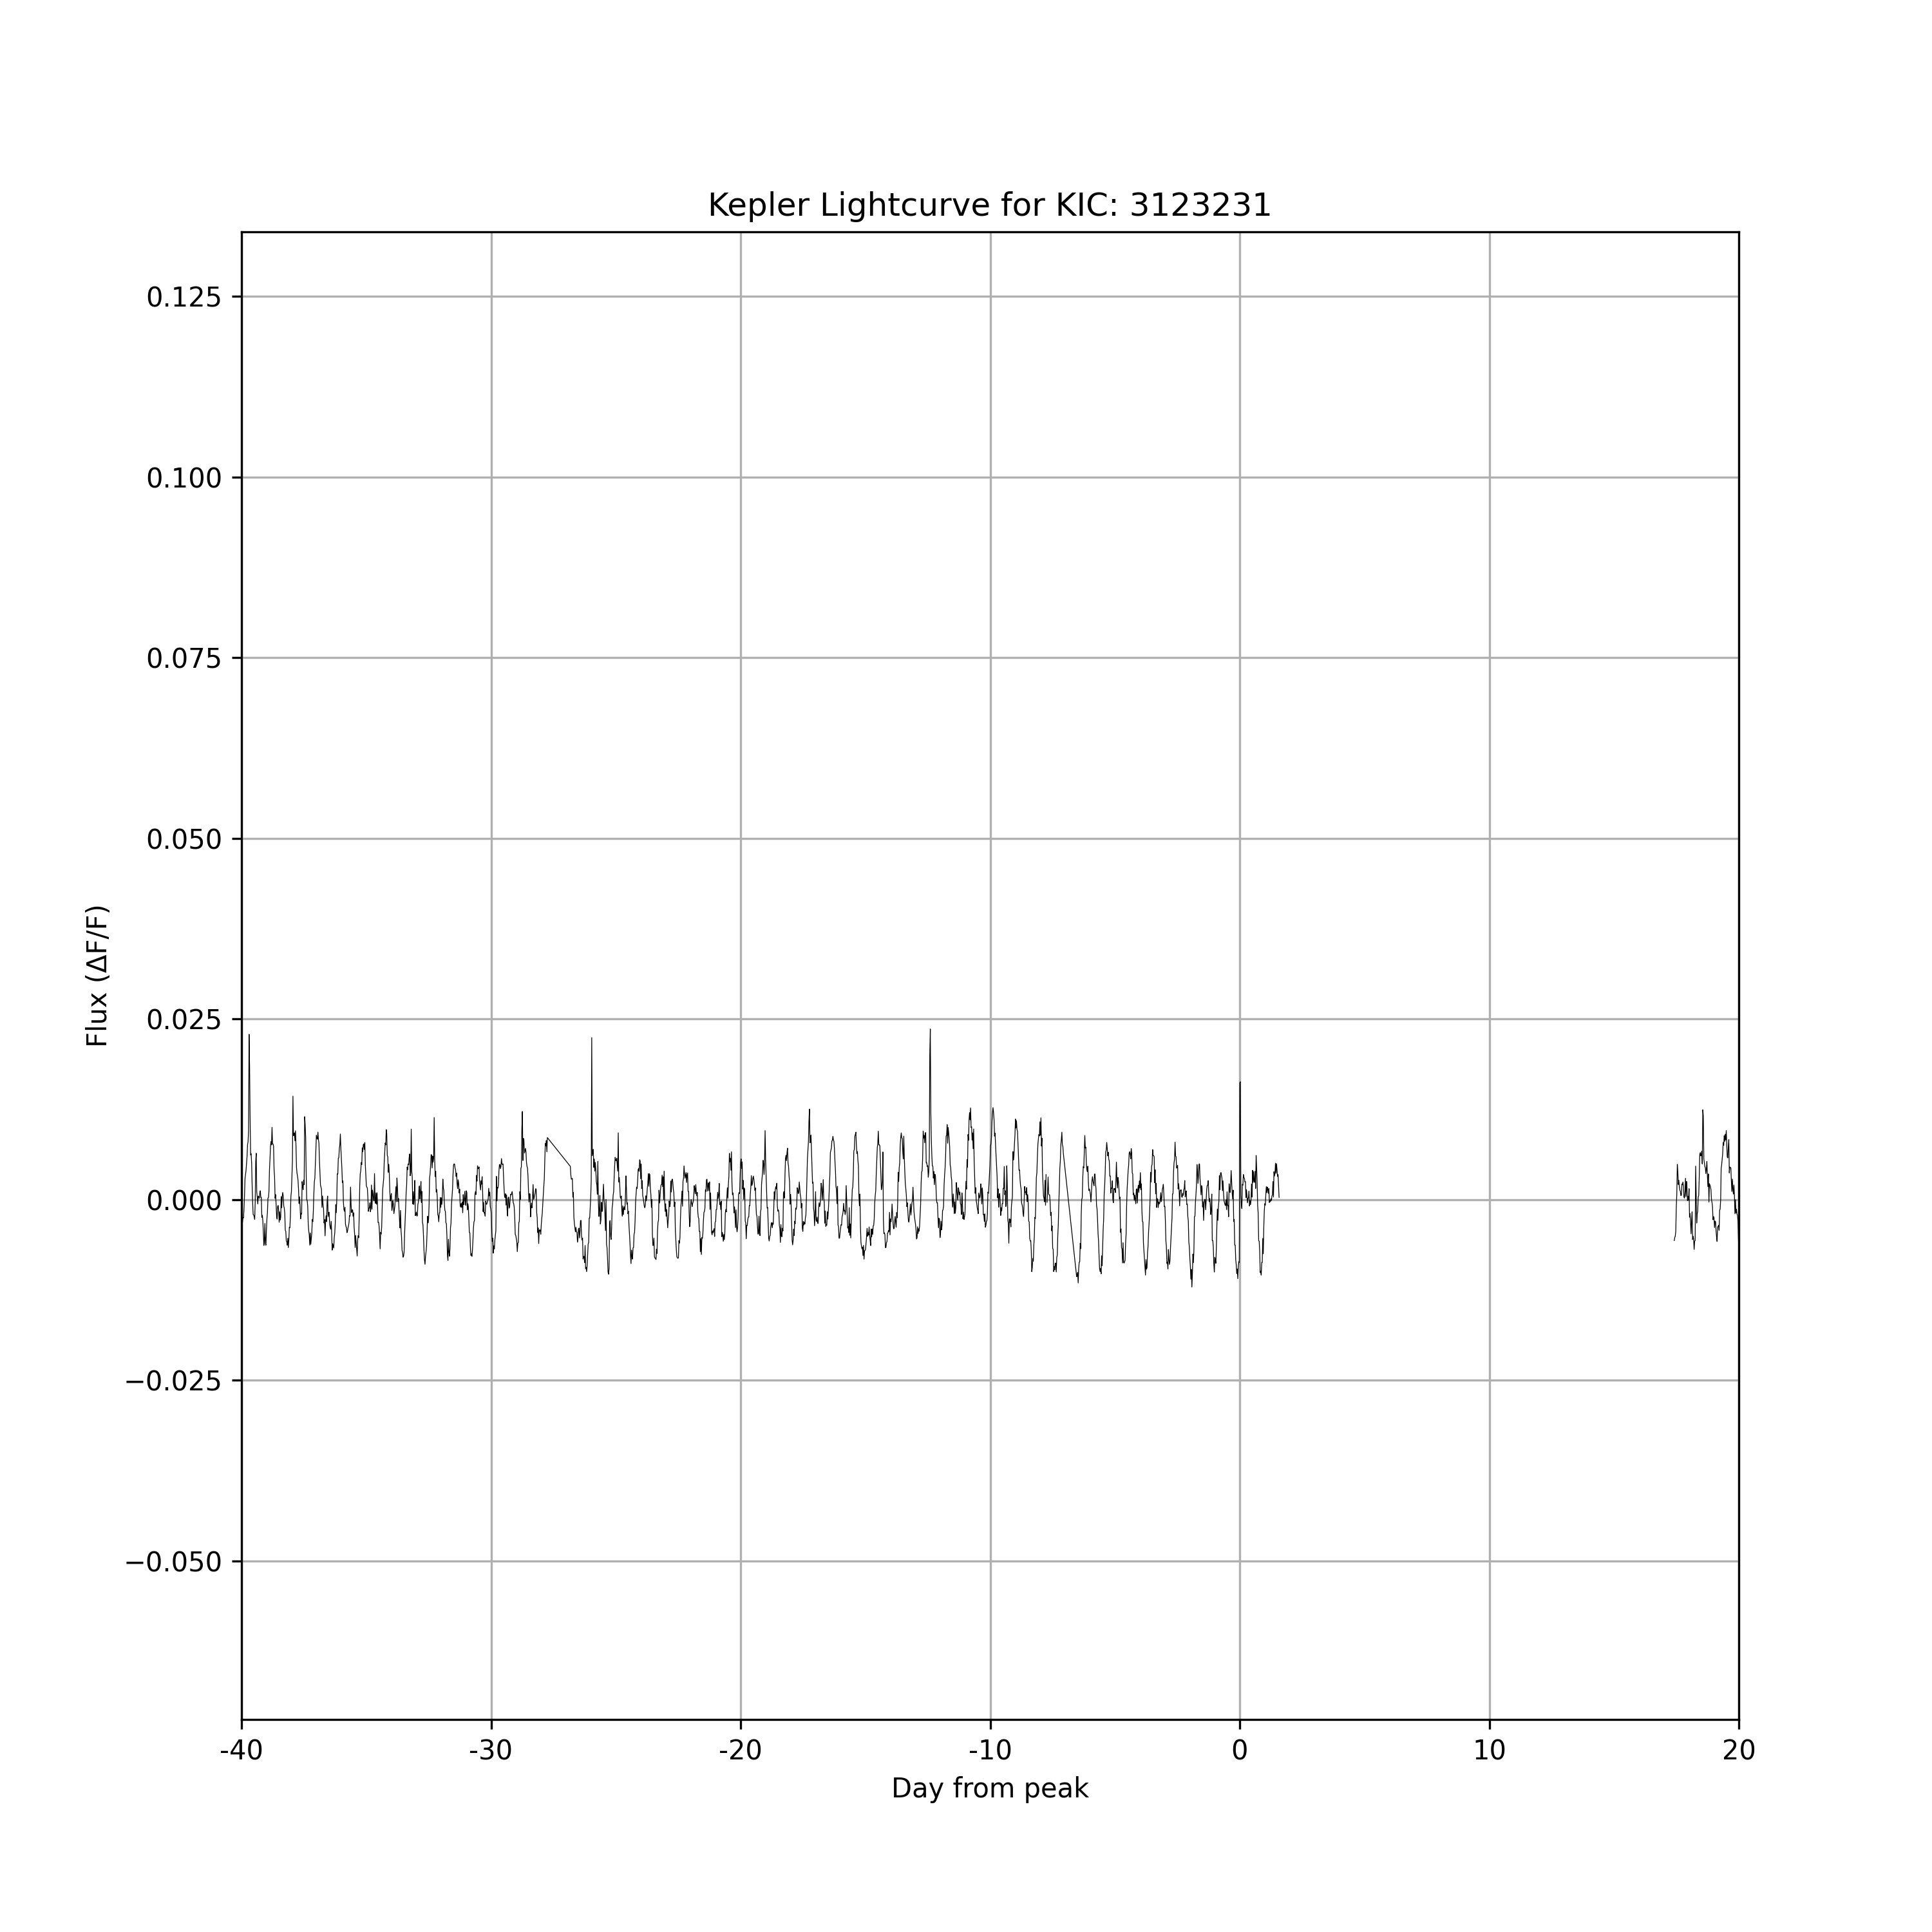 Kepler Lightcurve for KIC: 3123231
0.125
0.100
0.075
0.050
0.025
0.000
−0.025
−0.050
Flux (ΔF/F)
-40 -30 -20 -10 0 10 20
Day from peak